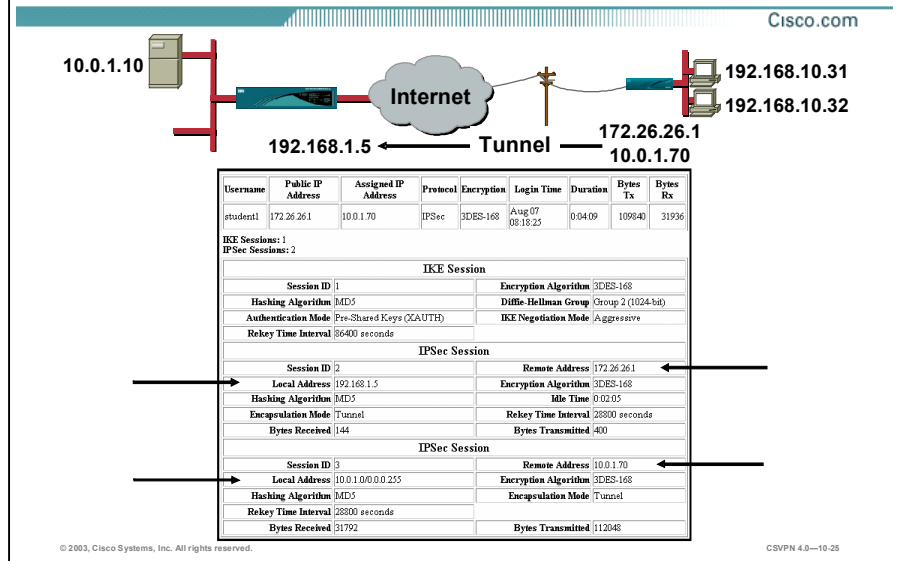 Cisco.com
10.0.1.10
Internet
192.168.10.31
192.168.10.32
192.168.1.5
Tunnel
172.26.26.1
10.0.1.70
Username Public IP Address Assigned IP Address Protocol Encryption Login Time Duration Bytes Tx Bytes Rx
student1 172.26.26.1 10.0.1.70 IPSec 3DES-168 Aug 07 08:18:25 0:04:09 109840 31936
IKE Sessions: 1
IPSec Sessions: 2
IKE Session
Session ID 1 Encryption Algorithm 3DES-168
Hashing Algorithm MD5 Diffie-Hellman Group Group 2 (1024-bit)
Authentication Mode Pre-Shared Keys (XAUTH) IKE Negotiation Mode Aggressive
Rekey Time Interval 86400 seconds
IPSec Session
Session ID 2 Remote Address 172.26.26.1
Local Address 192.168.1.5 Encryption Algorithm 3DES-168
Hashing Algorithm MD5 Idle Time 0:02:05
Encapsulation Mode Tunnel Rekey Time Interval 28800 seconds
Bytes Received 144 Bytes Transmitted 400
IPSec Session
Session ID 3 Remote Address 10.0.1.70
Local Address 10.0.1.0/0.0.0.255 Encryption Algorithm 3DES-168
Hashing Algorithm MD5 Encapsulation Mode Tunnel
Rekey Time Interval 28800 seconds
Bytes Received 31792 Bytes Transmitted 112048
© 2003, Cisco Systems, Inc. All rights reserved.
CSVPN 4.0—10-25